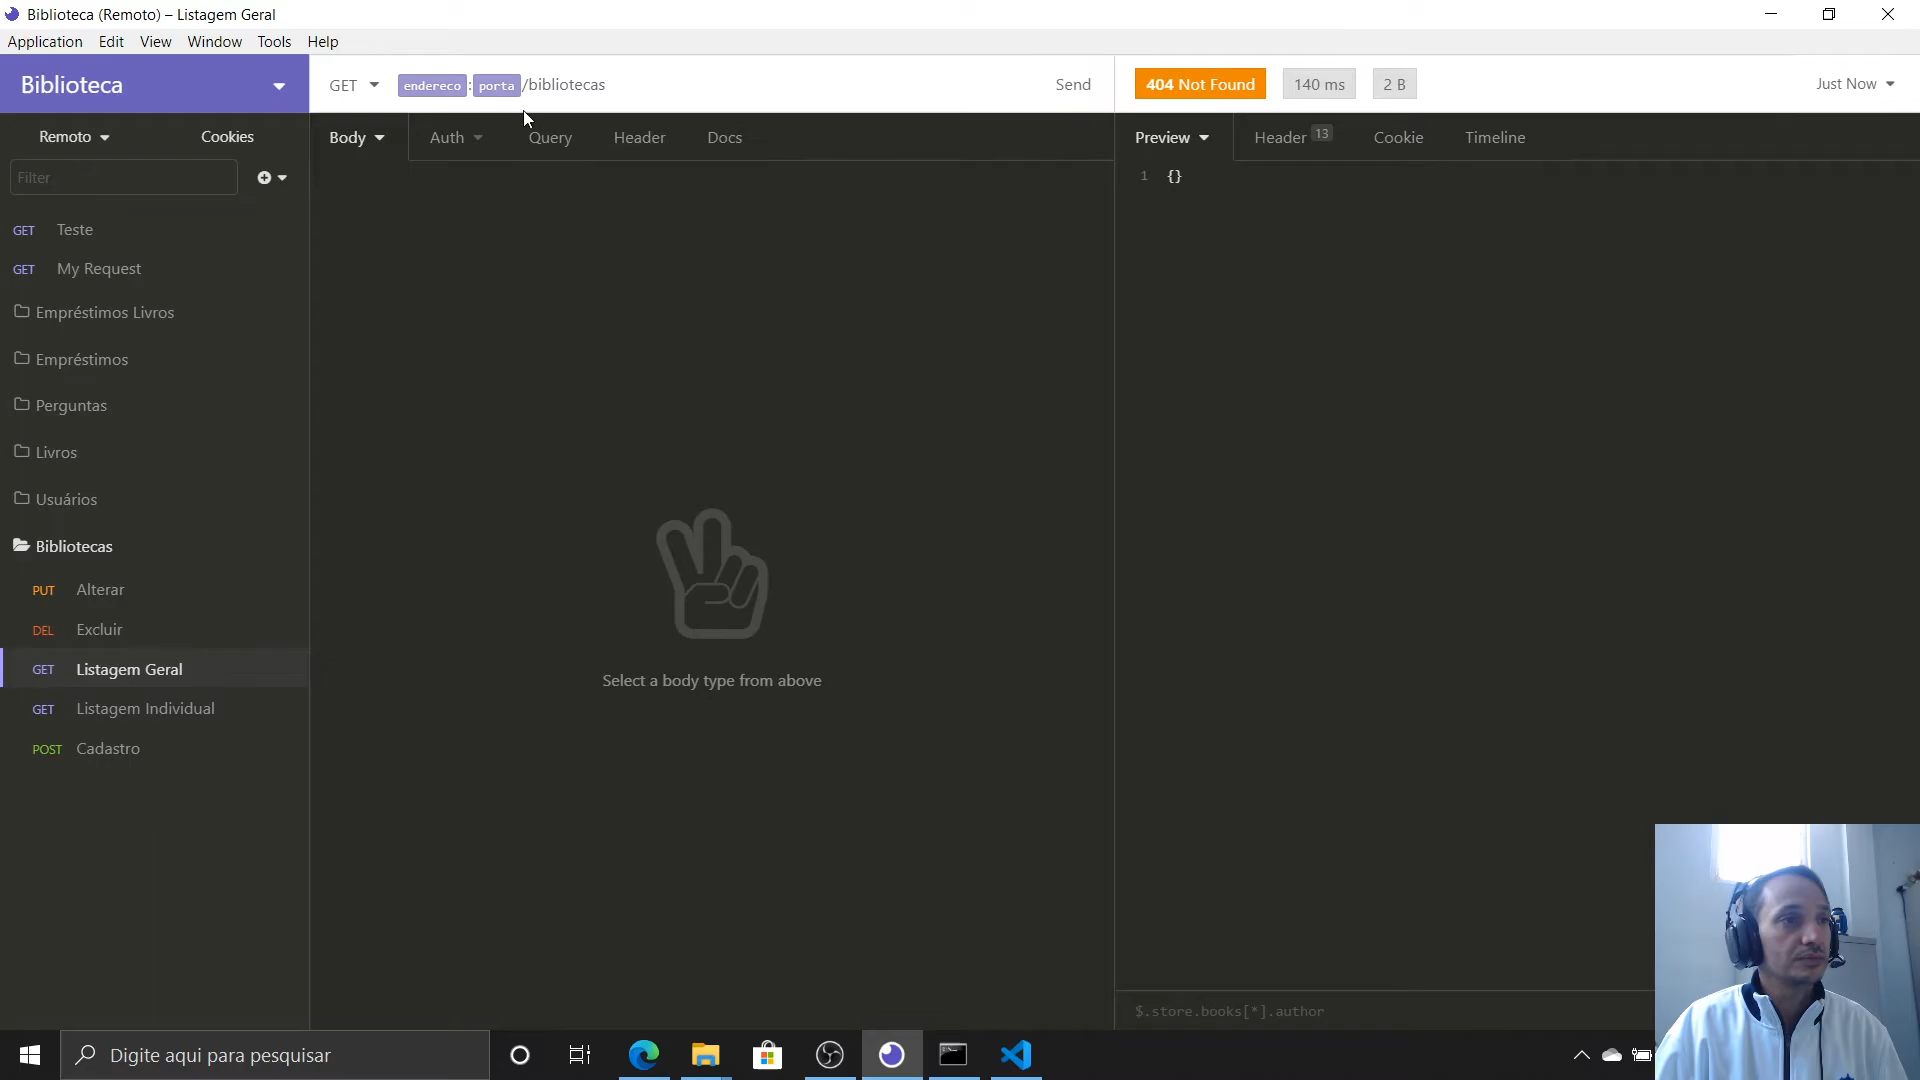 Biblioteca (Remoto) – Listagem Geral
Application Edit View Window Tools Help
Biblioteca
GET endereco : porta /bibliotecas Send
404 Not Found 140 ms 2 B Just Now
Remoto Cookies
Body Auth Query Header Docs
Preview Header 13 Cookie Timeline
Filter
1 {}
GET Teste
GET My Request
Empréstimos Livros
Empréstimos
Perguntas
Livros
Usuários
Bibliotecas
PUT Alterar
DEL Excluir
GET Listagem Geral
GET Listagem Individual
POST Cadastro
Select a body type from above
$.store.books[*].author
Digite aqui para pesquisar